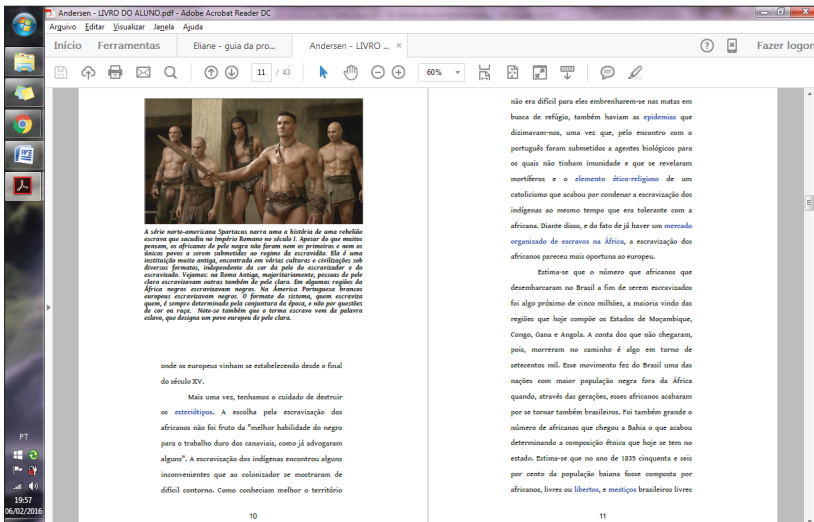 Andersen - LIVRO DO ALUNO.pdf - Adobe Acrobat Reader DC
Arquivo Editar Visualizar Janela Ajuda
Início Ferramentas Eliane - guia da pro... Andersen - LIVRO ... × Fazer logon
11 / 43 60%
A série norte-americana Spartacus narra uma a história de uma rebelião
escrava que sacudiu no Império Romano no século I. Apesar do que muitos
pensam, os africanos de pele negra não foram nem os primeiros e nem os
únicos povos a serem submetidos ao regime da escravidão. Ela é uma
instituição muito antiga, encontrada em várias culturas e civilizações sob
diversos formatos, independente da cor da pele do escravizador e do
escravizado. Vejamos: na Roma Antiga, majoritariamente, pessoas de pele
clara escravizavam outras também de pele clara. Em algumas regiões da
África negros escravizavam negros. Na América Portuguesa brancos
europeus escravizavam negros. O formato do sistema, quem escraviza
quem, é sempre determinado pela conjuntura da época, e não por questões
de cor ou raça. Note-se também que o termo escravo vem da palavra
eslavo, que designa um povo europeu de pele clara.
onde os europeus vinham se estabelecendo desde o final
do século XV.
Mais uma vez, tenhamos o cuidado de destruir
os esteriótipos. A escolha pela escravização dos
africanos não foi fruto da "melhor habilidade do negro
para o trabalho duro dos canaviais, como já advogaram
alguns". A escravização dos indígenas encontrou alguns
inconvenientes que ao colonizador se mostraram de
difícil contorno. Como conheciam melhor o território
10
não era difícil para eles embrenharem-se nas matas em
busca de refúgio, também haviam as epidemias que
dizimavam-nos, uma vez que, pelo encontro com o
português foram submetidos a agentes biológicos para
os quais não tinham imunidade e que se revelaram
mortíferos e o elemento ético-religioso de um
catolicismo que acabou por condenar a escravização dos
indígenas ao mesmo tempo que era tolerante com a
africana. Diante disso, e do fato de já haver um mercado
organizado de escravos na África, a escravização dos
africanos pareceu mais oportuna ao europeu.
Estima-se que o número que africanos que
desembarcaram no Brasil a fim de serem escravizados
foi algo próximo de cinco milhões, a maioria vindo das
regiões que hoje compõe os Estados de Moçambique,
Congo, Gana e Angola. A conta dos que não chegaram,
pois, morreram no caminho é algo em torno de
setecentos mil. Esse movimento fez do Brasil uma das
nações com maior população negra fora da África
quando, através das gerações, esses africanos acabaram
por se tornar também brasileiros. Foi também grande o
número de africanos que chegou a Bahia o que acabou
determinando a composição étnica que hoje se tem no
estado. Estima-se que no ano de 1835 cinquenta e seis
por cento da população baiana fosse composta por
africanos, livres ou libertos, e mestiços brasileiros livres
11
PT
19:57
06/02/2016